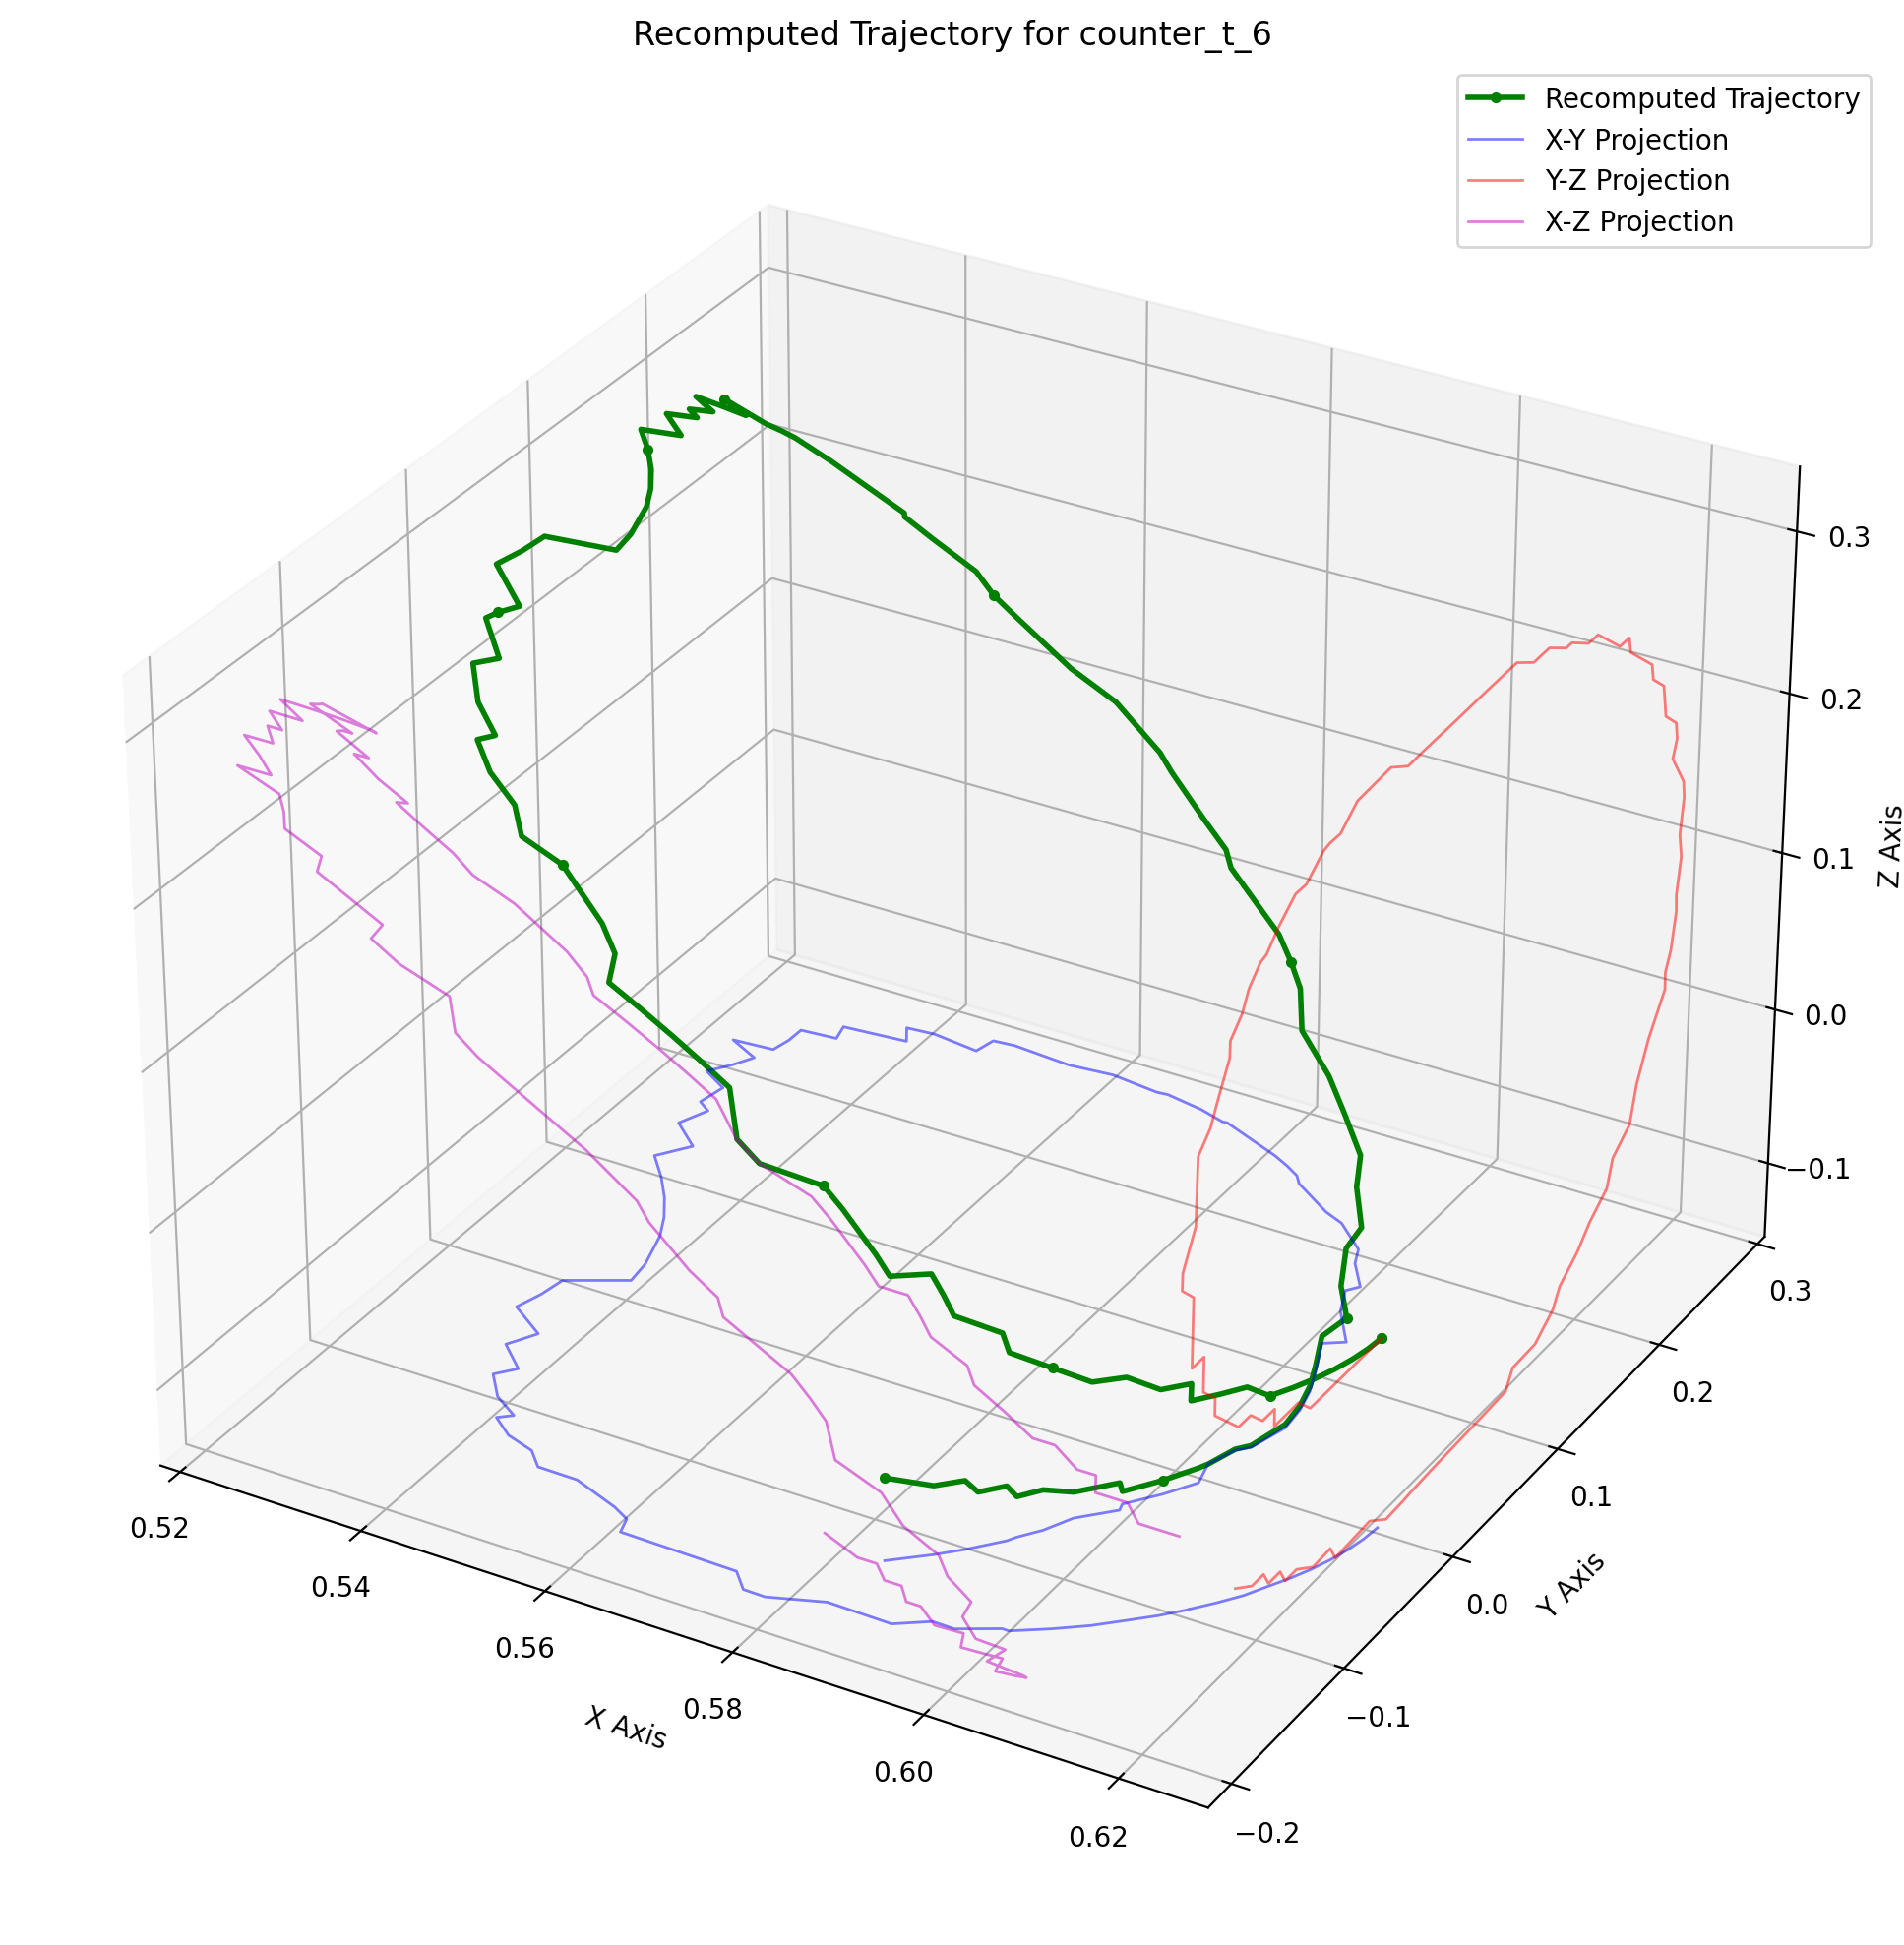 Recomputed Trajectory for counter_t_6
Recomputed Trajectory
X-Y Projection
Y-Z Projection
X-Z Projection
0.3
0.2
0.1
0.0
−0.1
Z Axis
0.3
0.2
0.1
0.0
−0.1
−0.2
Y Axis
0.52
0.54
0.56
0.58
0.60
0.62
X Axis